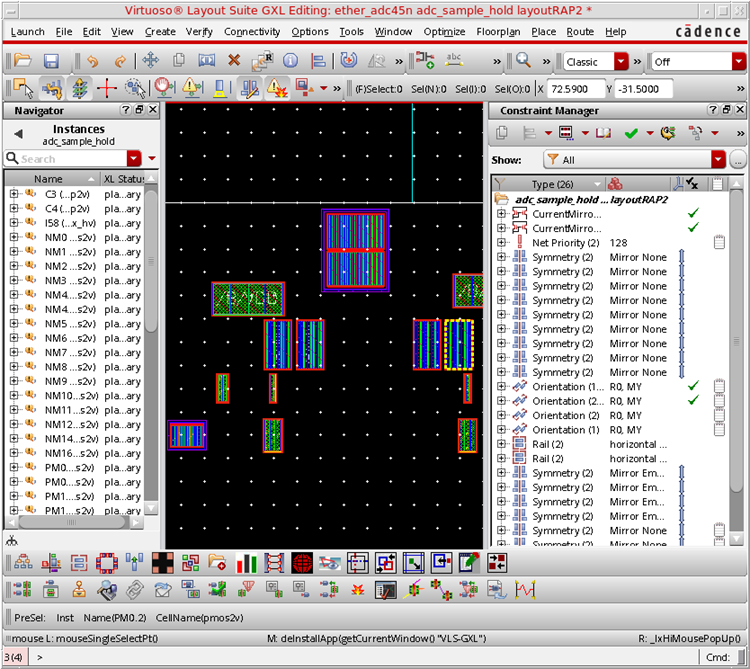 Virtuoso® Layout Suite GXL Editing: ether_adc45n adc_sample_hold layoutRAP2 *
Launch File Edit View Create Verify Connectivity Options Tools Window Optimize Floorplan Place Route Help cādence
abc Classic Off
(F)Select:0 Sel(N):0 Sel(I):0 Sel(O):0 X 72.5900 Y -31.5000
Navigator
Instances
adc_sample_hold
Search
Name XL Status
C3 (...p2v) pla...ary
C4 (...p2v) pla...ary
I58 (...x_hv) pla...ary
NM0 ...s2v) pla...ary
NM1 ...s2v) pla...ary
NM2 ...s2v) pla...ary
NM3 ...s2v) pla...ary
NM4...s2v) pla...ary
NM4...s2v) pla...ary
NM5 ...s2v) pla...ary
NM6 ...s2v) pla...ary
NM7 ...s2v) pla...ary
NM8 ...s2v) pla...ary
NM9 ...s2v) pla...ary
NM10...s2v) pla...ary
NM11...s2v) pla...ary
NM12...s2v) pla...ary
NM14...s2v) pla...ary
NM16...s2v) pla...ary
PM0...s2v) pla...ary
PM0...s2v) pla...ary
PM1...s2v) pla...ary
PM1...s2v) pla...ary
Constraint Manager
Show: All
Type (26)
adc_sample_hold ...layoutRAP2
CurrentMirro...
CurrentMirro...
Net Priority (2) 128
Symmetry (2) Mirror None
Symmetry (2) Mirror None
Symmetry (2) Mirror None
Symmetry (2) Mirror None
Symmetry (2) Mirror None
Symmetry (2) Mirror None
Symmetry (2) Mirror None
Symmetry (2) Mirror None
Symmetry (2) Mirror None
Orientation (1... R0, MY
Orientation (2... R0, MY
Orientation (2) R0, MY
Orientation (1) R0, MY
Rail (2) horizontal ...
Rail (2) horizontal ...
Symmetry (2) Mirror Em...
Symmetry (2) Mirror Em...
Symmetry (2) Mirror Em...
Symmetry (2) Mirror Em...
Symmetry (2) Mirror None
Symmetry (2) Mirror None
PreSel: Inst Name(PM0.2) CellName(pmos2v)
mouse L: mouseSingleSelectPt() M: deInstallApp(getCurrentWindow() "VLS-GXL") R: _lxHiMousePopUp()
3(4) > Cmd: